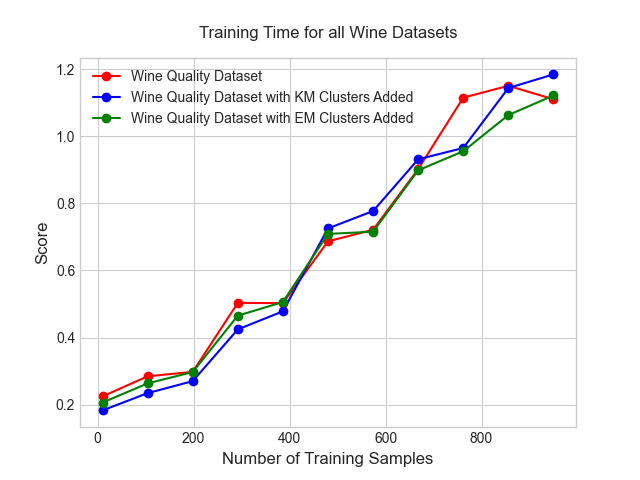 Training Time for all Wine Datasets
Wine Quality Dataset
Wine Quality Dataset with KM Clusters Added
Wine Quality Dataset with EM Clusters Added
1.2
1.0
0.8
0.6
0.4
0.2
Score
0 200 400 600 800
Number of Training Samples